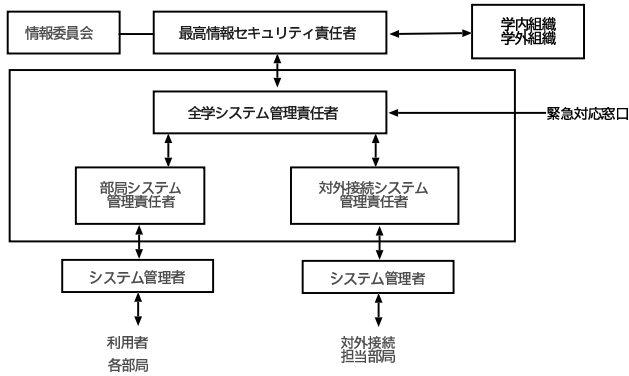 情報委員会
最高情報セキュリティ責任者
学内組織
学外組織
全学システム管理責任者
緊急対応窓口
部局システム
管理責任者
対外接続システム
管理責任者
システム管理者
システム管理者
利用者
各部局
対外接続
担当部局